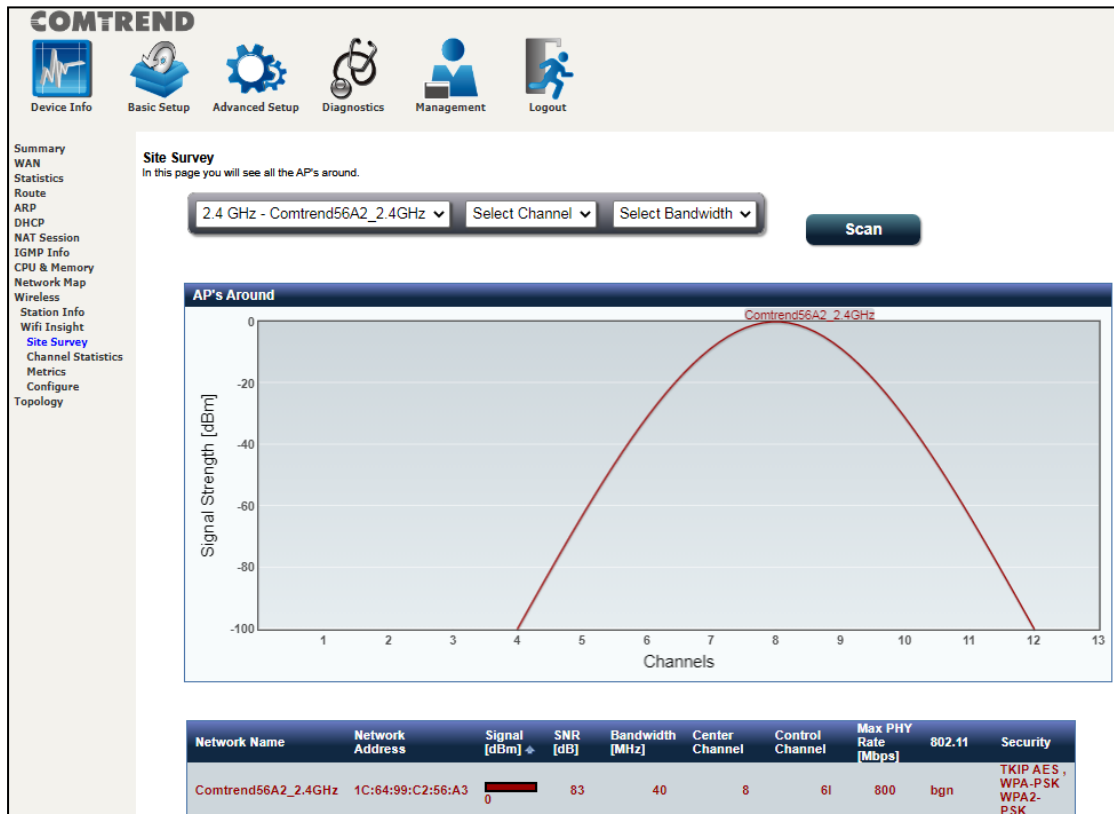 COMTREND
Device Info
Basic Setup
Advanced Setup
Diagnostics
Management
Logout
Summary
WAN
Statistics
Route
ARP
DHCP
NAT Session
IGMP Info
CPU & Memory
Network Map
Wireless
Station Info
Wifi Insight
Site Survey
Channel Statistics
Metrics
Configure
Topology
Site Survey
In this page you will see all the AP's around.
2.4 GHz - Comtrend56A2_2.4GHz
Select Channel
Select Bandwidth
Scan
AP's Around
Comtrend56A2_2.4GHz
Signal Strength [dBm]
0
-20
-40
-60
-80
-100
1 2 3 4 5 6 7 8 9 10 11 12 13
Channels
Network Name
Network Address
Signal [dBm]
SNR [dB]
Bandwidth [MHz]
Center Channel
Control Channel
Max PHY Rate [Mbps]
802.11
Security
Comtrend56A2_2.4GHz
1C:64:99:C2:56:A3
0
83
40
8
6l
800
bgn
TKIP AES ,
WPA-PSK
WPA2-
PSK